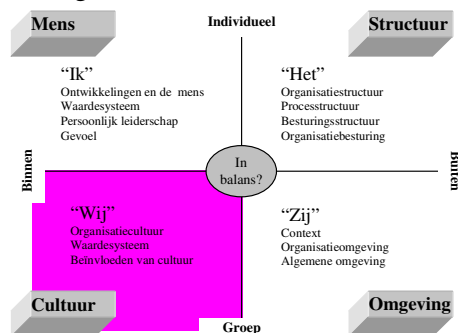 Mens
Individueel
Structuur
“Ik”
Ontwikkelingen en de mens
Waardesysteem
Persoonlijk leiderschap
Gevoel
“Het”
Organisatiestructuur
Processtructuur
Besturingsstructuur
Organisatiebesturing
Binnen
In
balans?
Buiten
“Wij”
Organisatiecultuur
Waardesysteem
Beïnvloeden van cultuur
“Zij”
Context
Organisatieomgeving
Algemene omgeving
Cultuur
Groep
Omgeving